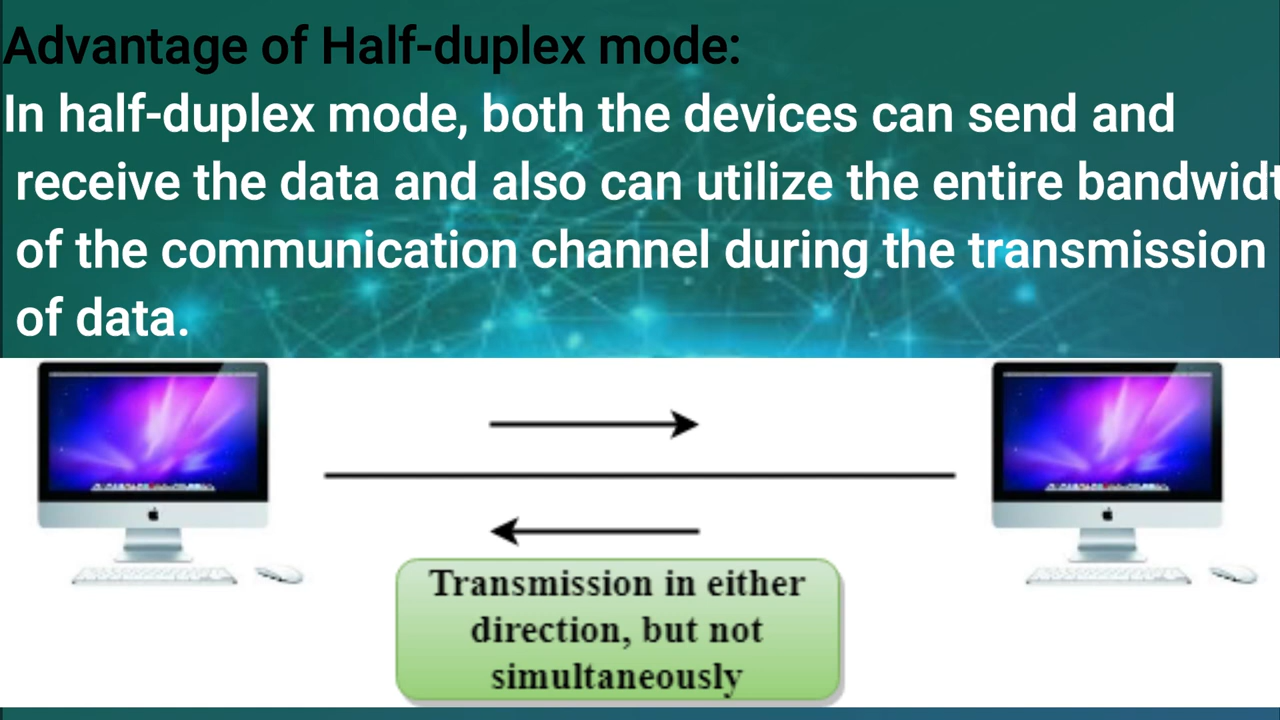 Advantage of Half-duplex mode:
In half-duplex mode, both the devices can send and
receive the data and also can utilize the entire bandwidt
of the communication channel during the transmission
of data.
Transmission in either
direction, but not
simultaneously